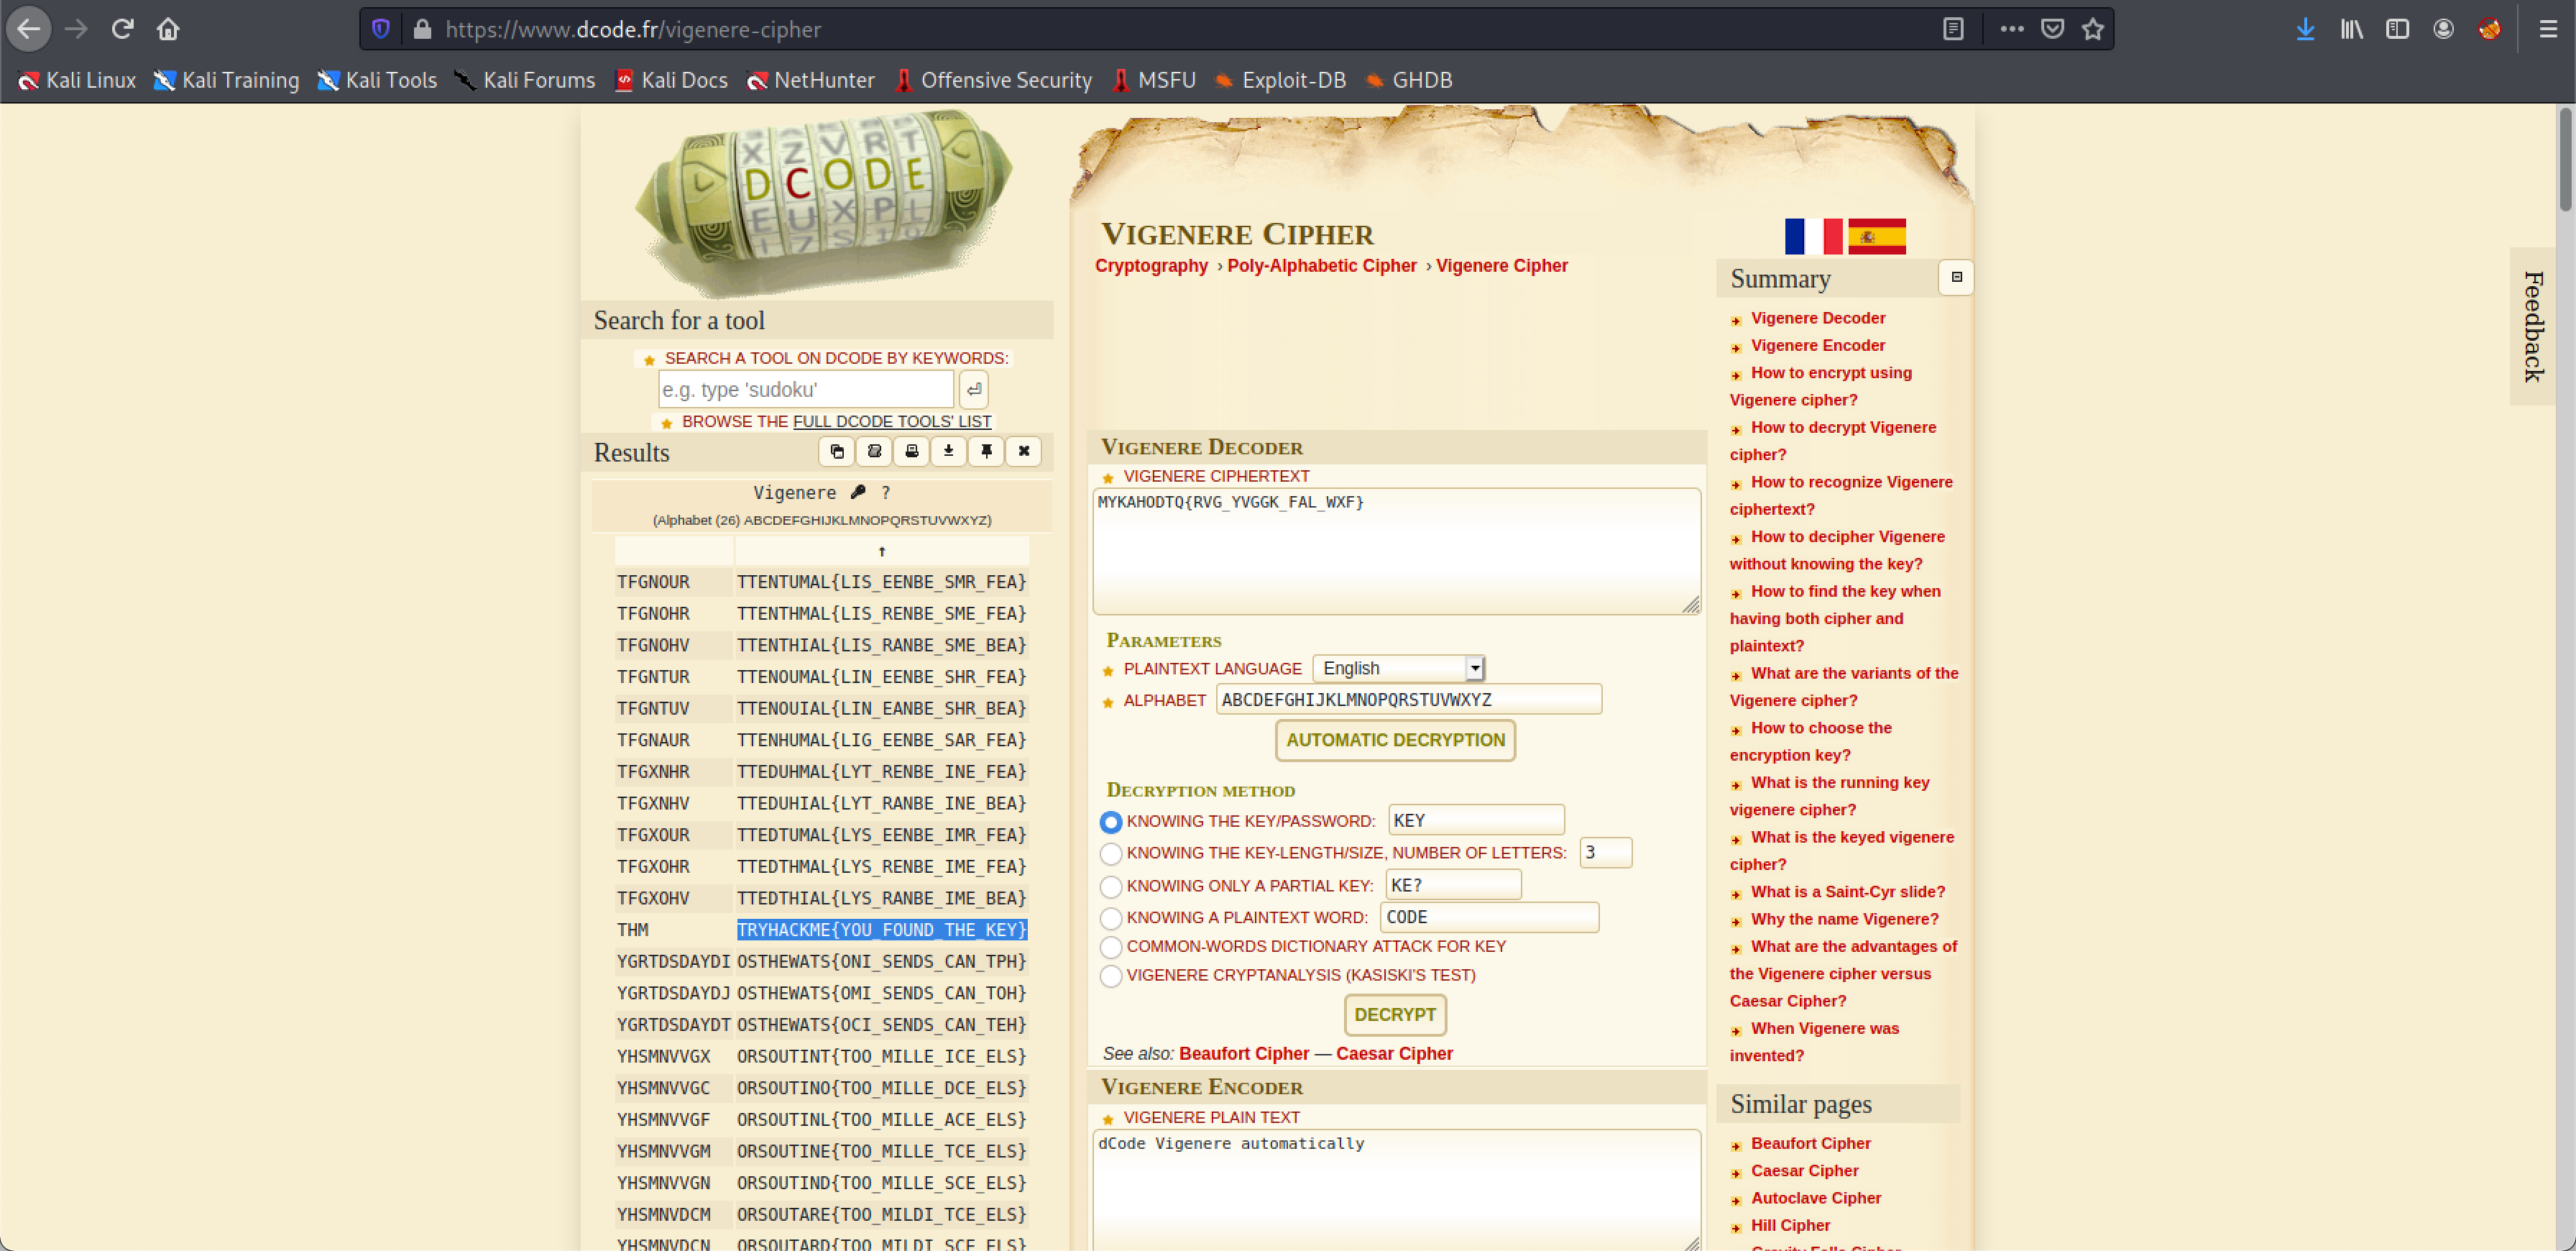 https://www.dcode.fr/vigenere-cipher
Kali Linux Kali Training Kali Tools Kali Forums Kali Docs NetHunter Offensive Security MSFU Exploit-DB GHDB
X Z V R T
D C O D E
E U X P L
Search for a tool
SEARCH A TOOL ON DCODE BY KEYWORDS:
e.g. type 'sudoku'
BROWSE THE FULL DCODE TOOLS' LIST
Results
Vigenere ?
(Alphabet (26) ABCDEFGHIJKLMNOPQRSTUVWXYZ)
↑
TFGNOUR TTENTUMAL{LIS_EENBE_SMR_FEA}
TFGNOHR TTENTHMAL{LIS_RENBE_SME_FEA}
TFGNOHV TTENTHIAL{LIS_RANBE_SME_BEA}
TFGNTUR TTENOUMAL{LIN_EENBE_SHR_FEA}
TFGNTUV TTENOUIAL{LIN_EANBE_SHR_BEA}
TFGNAUR TTENHUMAL{LIG_EENBE_SAR_FEA}
TFGXNHR TTEDUHMAL{LYT_RENBE_INE_FEA}
TFGXNHV TTEDUHIAL{LYT_RANBE_INE_BEA}
TFGXOUR TTEDTUMAL{LYS_EENBE_IMR_FEA}
TFGXOHR TTEDTHMAL{LYS_RENBE_IME_FEA}
TFGXOHV TTEDTHIAL{LYS_RANBE_IME_BEA}
THM TRYHACKME{YOU_FOUND_THE_KEY}
YGRTDSDAYDI OSTHEWATS{ONI_SENDS_CAN_TPH}
YGRTDSDAYDJ OSTHEWATS{OMI_SENDS_CAN_TOH}
YGRTDSDAYDT OSTHEWATS{OCI_SENDS_CAN_TEH}
YHSMNVVGX ORSOUTINT{TOO_MILLE_ICE_ELS}
YHSMNVVGC ORSOUTINO{TOO_MILLE_DCE_ELS}
YHSMNVVGF ORSOUTINL{TOO_MILLE_ACE_ELS}
YHSMNVVGM ORSOUTINE{TOO_MILLE_TCE_ELS}
YHSMNVVGN ORSOUTIND{TOO_MILLE_SCE_ELS}
YHSMNVDCM ORSOUTARE{TOO_MILDI_TCE_ELS}
YHSMNVDCN ORSOUTARD{TOO_MILDI_SCE_ELS}
VIGENERE CIPHER
Cryptography › Poly-Alphabetic Cipher › Vigenere Cipher
VIGENERE DECODER
VIGENERE CIPHERTEXT
MYKAHODTQ{RVG_YVGGK_FAL_WXF}
PARAMETERS
PLAINTEXT LANGUAGE English
ALPHABET ABCDEFGHIJKLMNOPQRSTUVWXYZ
AUTOMATIC DECRYPTION
DECRYPTION METHOD
KNOWING THE KEY/PASSWORD: KEY
KNOWING THE KEY-LENGTH/SIZE, NUMBER OF LETTERS: 3
KNOWING ONLY A PARTIAL KEY: KE?
KNOWING A PLAINTEXT WORD: CODE
COMMON-WORDS DICTIONARY ATTACK FOR KEY
VIGENERE CRYPTANALYSIS (KASISKI'S TEST)
DECRYPT
See also: Beaufort Cipher — Caesar Cipher
VIGENERE ENCODER
VIGENERE PLAIN TEXT
dCode Vigenere automatically
Summary
Vigenere Decoder
Vigenere Encoder
How to encrypt using
Vigenere cipher?
How to decrypt Vigenere
cipher?
How to recognize Vigenere
ciphertext?
How to decipher Vigenere
without knowing the key?
How to find the key when
having both cipher and
plaintext?
What are the variants of the
Vigenere cipher?
How to choose the
encryption key?
What is the running key
vigenere cipher?
What is the keyed vigenere
cipher?
What is a Saint-Cyr slide?
Why the name Vigenere?
What are the advantages of
the Vigenere cipher versus
Caesar Cipher?
When Vigenere was
invented?
Similar pages
Beaufort Cipher
Caesar Cipher
Autoclave Cipher
Hill Cipher
Gravity Falls Cipher
Feedback